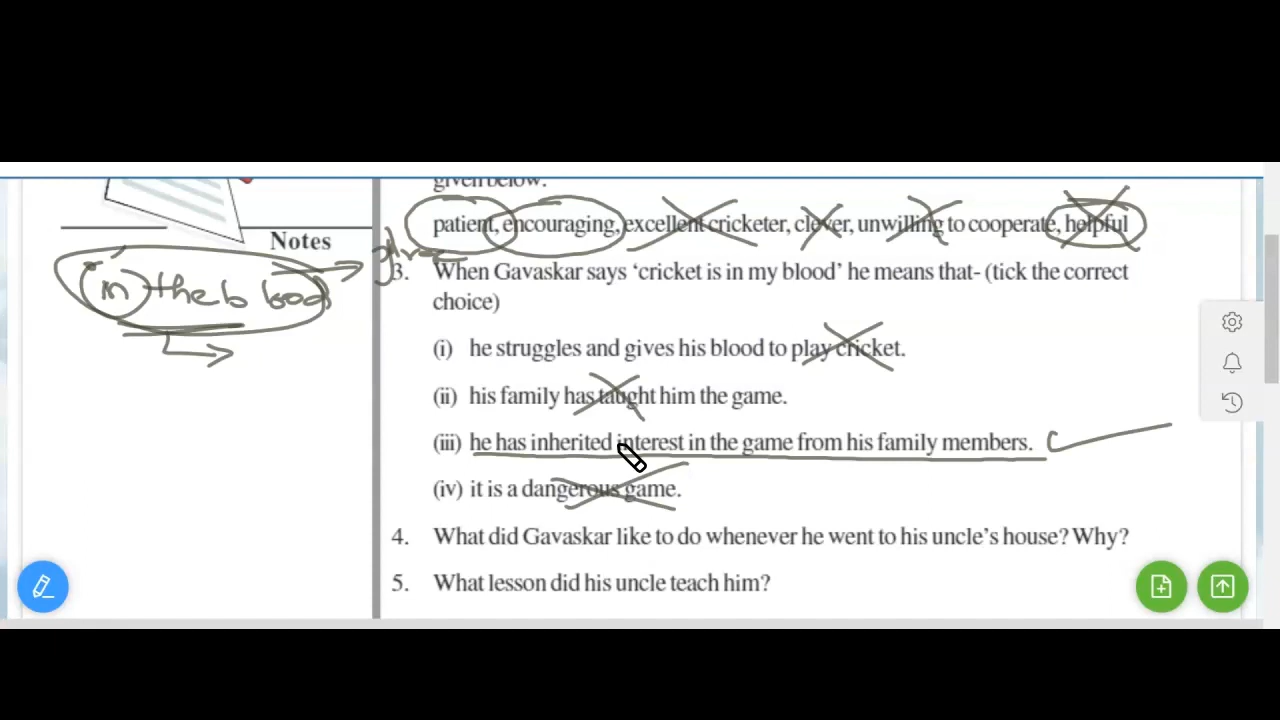 given below.
patient, encouraging, excellent cricketer, clever, unwilling to cooperate, helpful
Notes
in the blood
3. When Gavaskar says ‘cricket is in my blood’ he means that- (tick the correct
choice)
(i) he struggles and gives his blood to play cricket.
(ii) his family has taught him the game.
(iii) he has inherited interest in the game from his family members.
(iv) it is a dangerous game.
4. What did Gavaskar like to do whenever he went to his uncle’s house? Why?
5. What lesson did his uncle teach him?